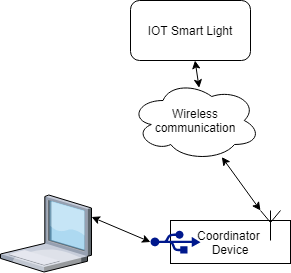 IOT Smart Light
Wireless
communication
Coordinator
Device